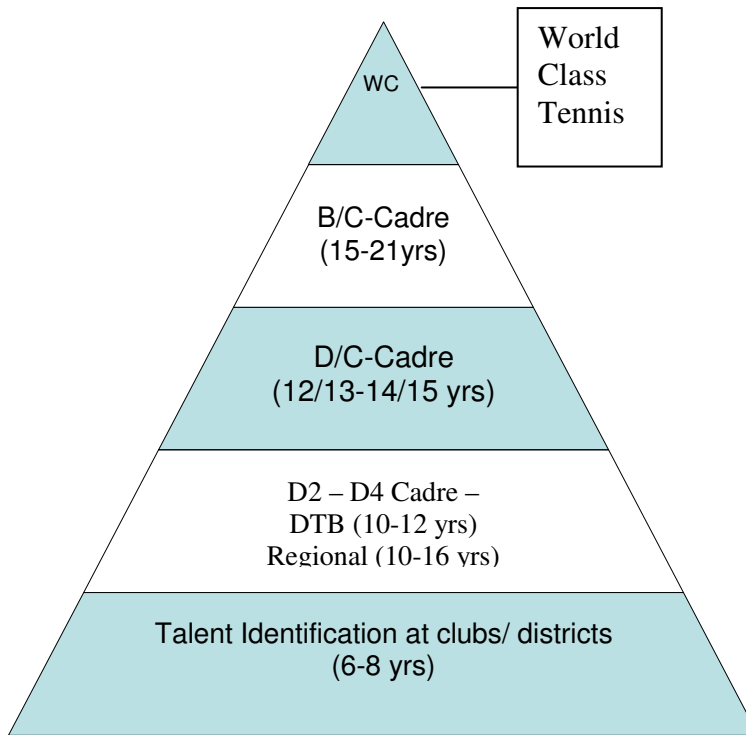 World
Class
Tennis
WC
B/C-Cadre
(15-21yrs)
D/C-Cadre
(12/13-14/15 yrs)
D2 – D4 Cadre –
DTB (10-12 yrs)
Regional (10-16 yrs)
Talent Identification at clubs/ districts
(6-8 yrs)